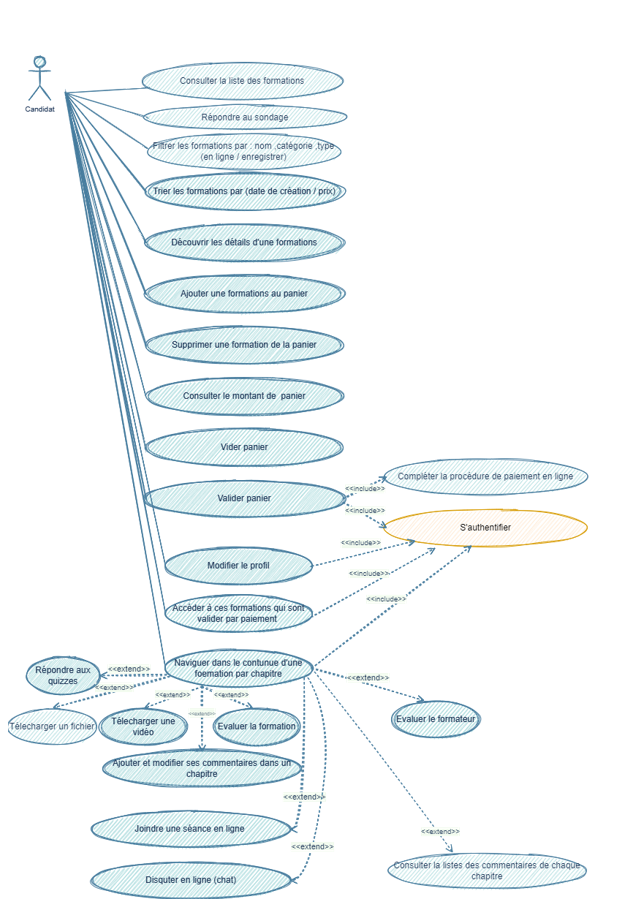 Candidat
Consulter la liste des formations
Répondre au sondage
Filtrer les formations par : nom ,catégorie ,type
(en ligne / enregistrer)
Trier les formations par (date de création / prix)
Découvrir les détails d'une formations
Ajouter une formations au panier
Supprimer une formation de la panier
Consulter le montant de panier
Vider panier
Valider panier
<<include>>
Compléter la procédure de paiement en ligne
<<include>>
S'authentifier
Modifier le profil
<<include>>
Accéder à ces formations qui sont
valider par paiement
<<include>>
<<include>>
Naviguer dans le contunue d'une
formation par chapitre
Répondre aux
quizzes
<<extend>>
<<extend>>
<<extend>>
<<extend>>
<<extend>>
<<extend>>
Télecharger un fichier
Télecharger une
vidéo
Evaluer la formation
Evaluer le formateur
Ajouter et modifier ses commentaires dans un
chapitre
<<extend>>
Joindre une séance en ligne
<<extend>>
<<extend>>
Consulter la listes des commentaires de chaque
chapitre
Disquter en ligne (chat)